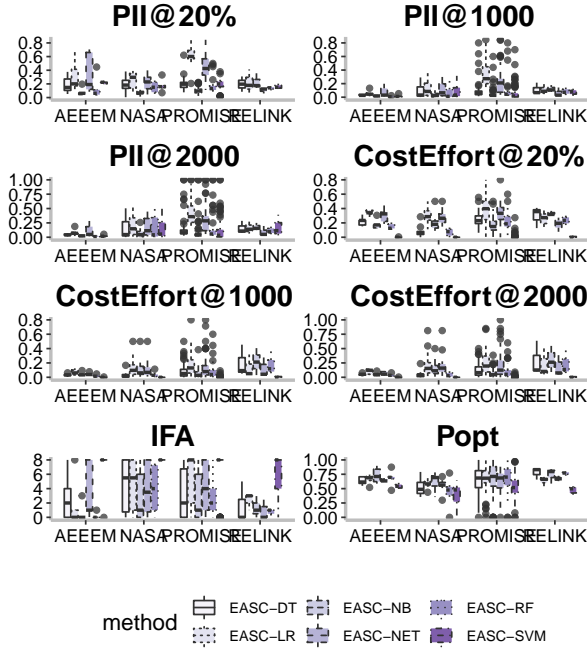 PII@20% PII@1000
0.8 0.8
0.6 0.6
0.4 0.4
0.2 0.2
0.0 0.0
AEEEM NASA PROMISE RELINK AEEEM NASA PROMISE RELINK
PII@2000 CostEffort@20%
1.00 0.8
0.75 0.6
0.50 0.4
0.25 0.2
0.00 0.0
AEEEM NASA PROMISE RELINK AEEEM NASA PROMISE RELINK
CostEffort@1000 CostEffort@2000
0.8 1.00
0.6 0.75
0.4 0.50
0.2 0.25
0.0 0.00
AEEEM NASA PROMISE RELINK AEEEM NASA PROMISE RELINK
IFA Popt
8 1.00
6 0.75
4 0.50
2 0.25
0 0.00
AEEEM NASA PROMISE RELINK AEEEM NASA PROMISE RELINK
method
EASC-DT EASC-NB EASC-RF
EASC-LR EASC-NET EASC-SVM